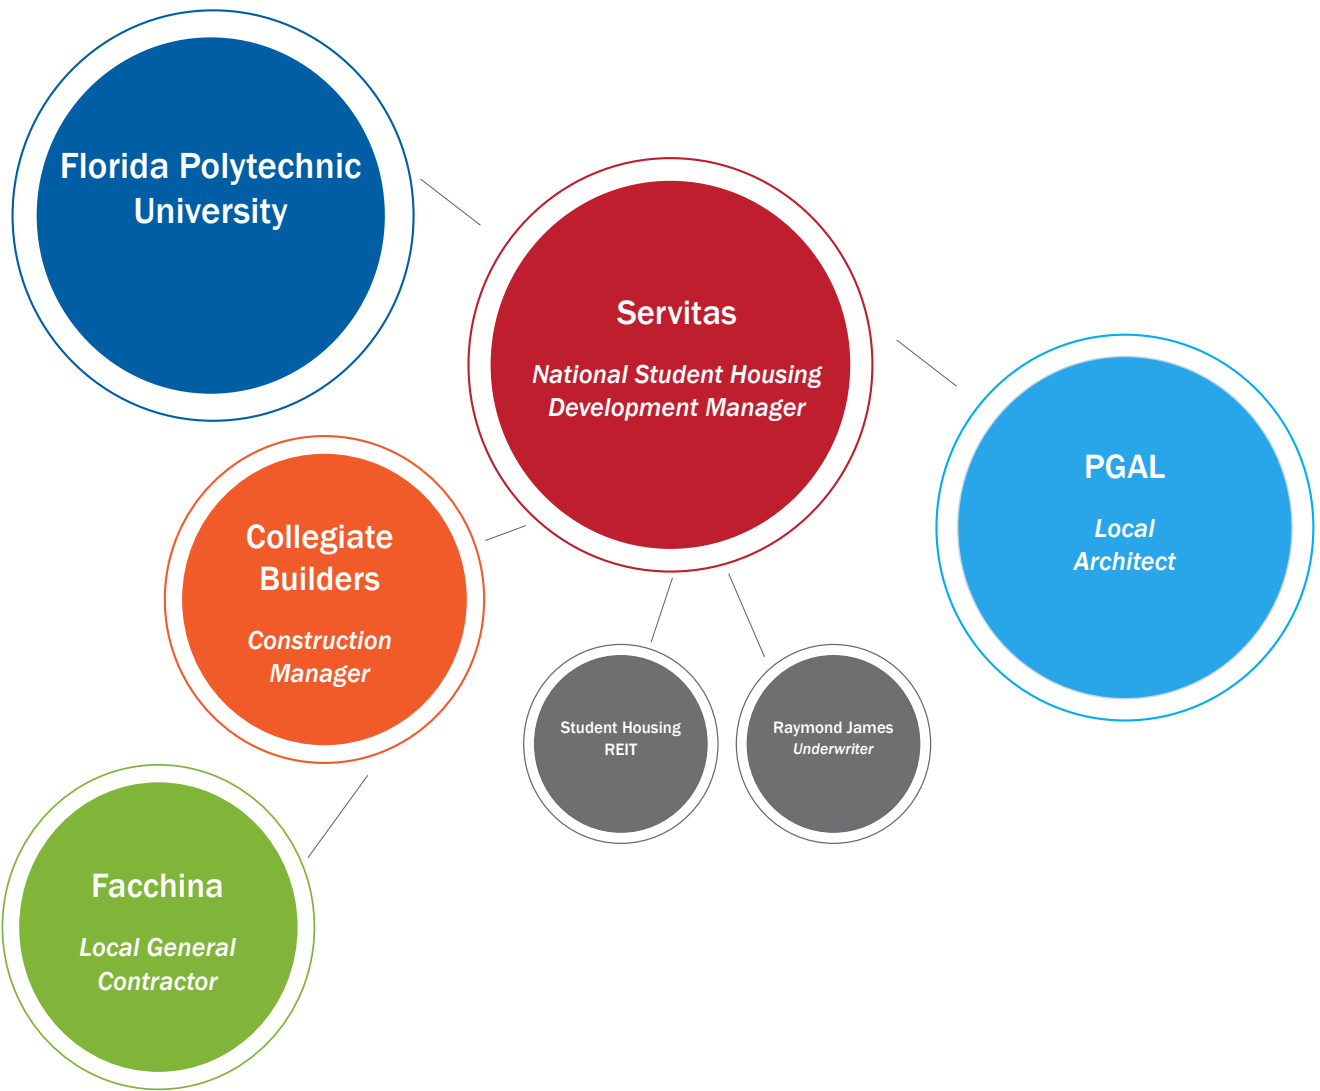 Florida Polytechnic
University
Servitas
National Student Housing
Development Manager
PGAL
Local
Architect
Collegiate
Builders
Construction
Manager
Student Housing
REIT
Raymond James
Underwriter
Facchina
Local General
Contractor